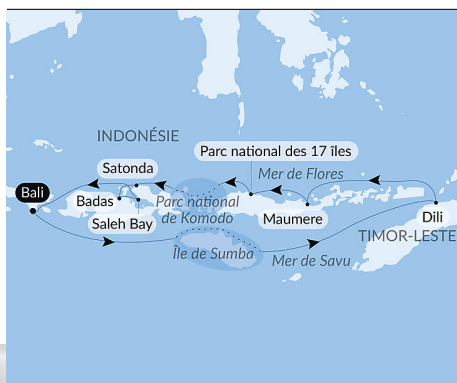 INDONÉSIE
Parc national des 17 îles
Satonda
Mer de Flores
Bali
Badas
Parc national
de Komodo
Saleh Bay
Maumere
Dili
TIMOR-LESTE
Île de Sumba
Mer de Savu